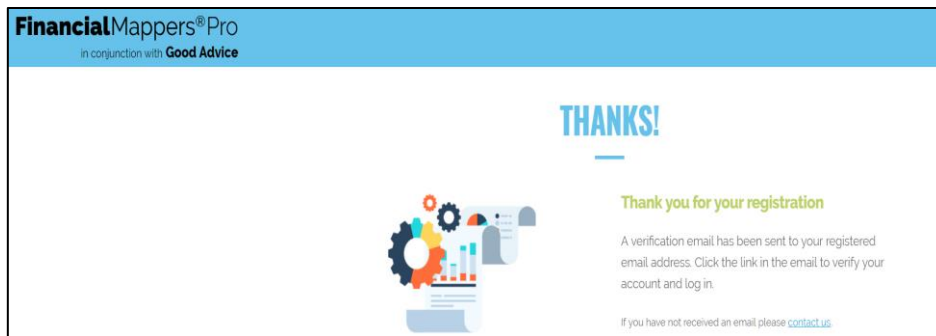 FinancialMappers®Pro
in conjunction with Good Advice
THANKS!
Thank you for your registration
A verification email has been sent to your registered
email address. Click the link in the email to verify your
account and log in.
If you have not received an email please contact us.